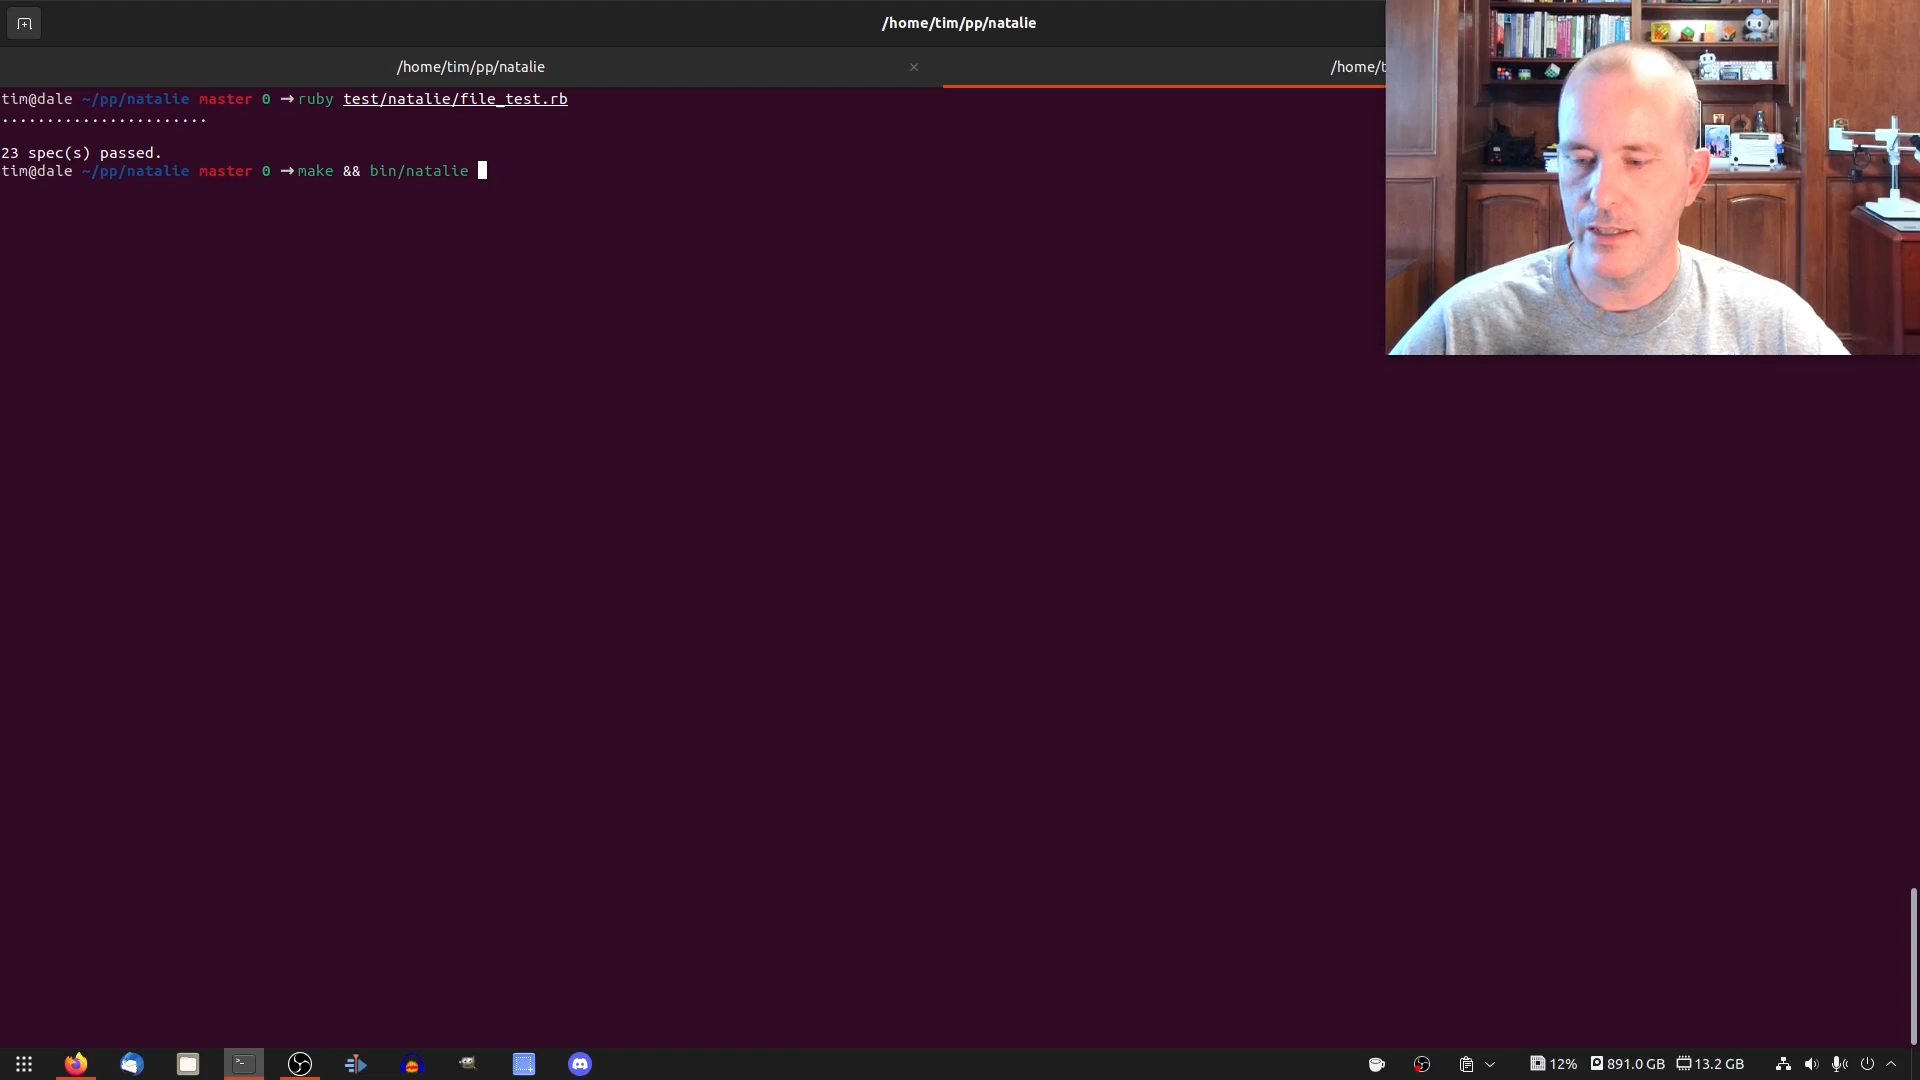 /home/tim/pp/natalie
/home/tim/pp/natalie × /home/t
tim@dale ~/pp/natalie master 0 →ruby test/natalie/file_test.rb
.......................
23 spec(s) passed.
tim@dale ~/pp/natalie master 0 →make && bin/natalie
12% 891.0 GB 13.2 GB